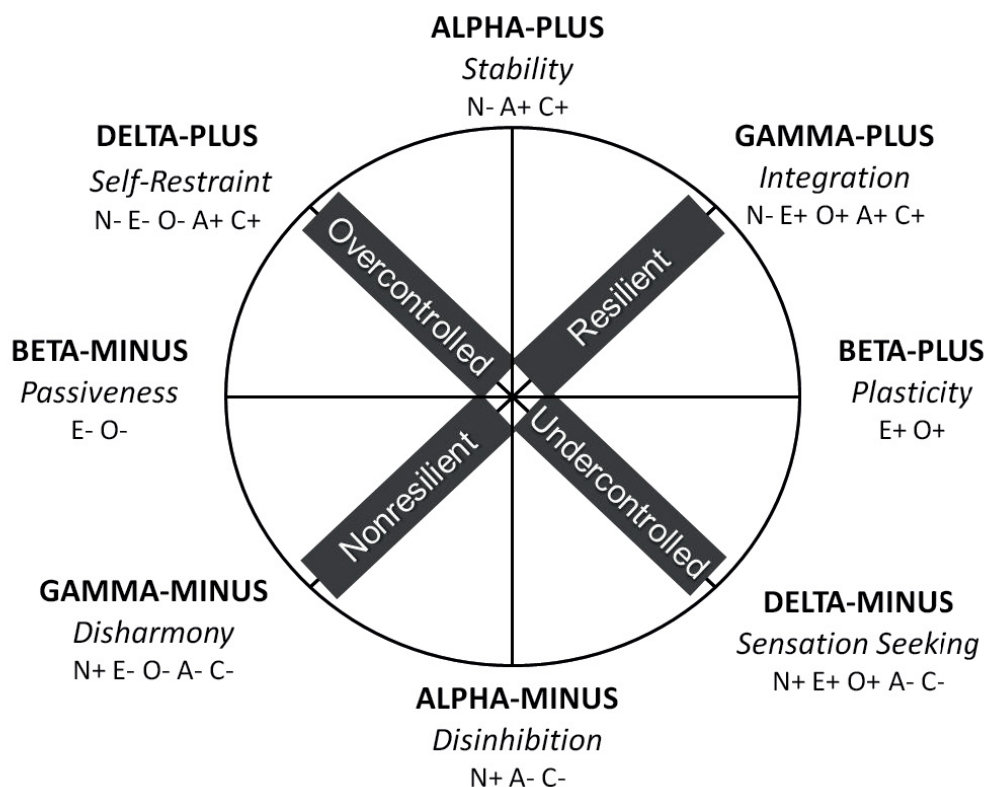 ALPHA-PLUS
Stability
N- A+ C+
DELTA-PLUS
Self-Restraint
N- E- O- A+ C+
GAMMA-PLUS
Integration
N- E+ O+ A+ C+
Overcontrolled
Resilient
BETA-MINUS
Passiveness
E- O-
BETA-PLUS
Plasticity
E+ O+
Nonresilient
Undercontrolled
GAMMA-MINUS
Disharmony
N+ E- O- A- C-
DELTA-MINUS
Sensation Seeking
N+ E+ O+ A- C-
ALPHA-MINUS
Disinhibition
N+ A- C-